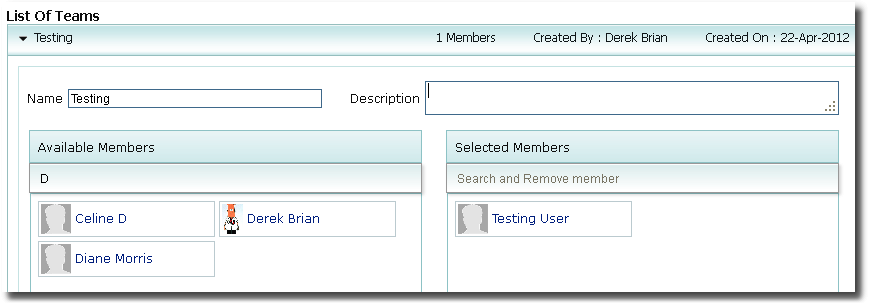 List Of Teams
Testing 1 Members Created By : Derek Brian Created On : 22-Apr-2012
Name Testing Description
Available Members Selected Members
D Search and Remove member
Celine D Derek Brian Testing User
Diane Morris